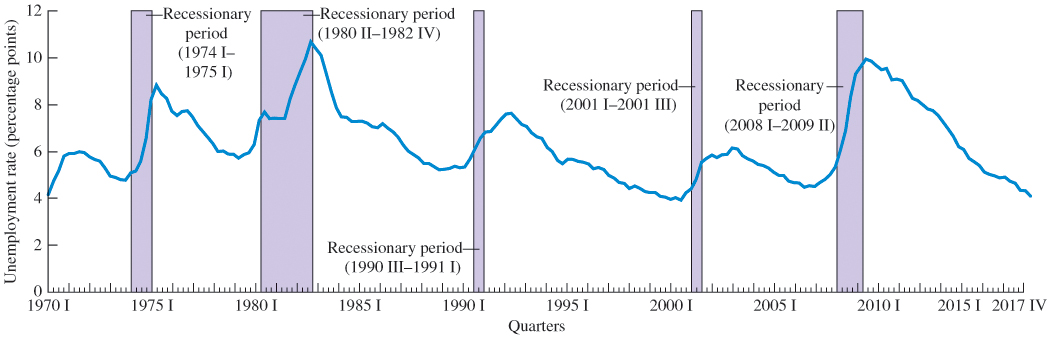 Unemployment rate (percentage points)
12
10
8
6
4
2
0
Recessionary
period
(1974 I–
1975 I)
Recessionary period
(1980 II–1982 IV)
Recessionary period
(1990 III–1991 I)
Recessionary period
(2001 I–2001 III)
Recessionary
period
(2008 I–2009 II)
1970 I 1975 I 1980 I 1985 I 1990 I 1995 I 2000 I 2005 I 2010 I 2015 I 2017 IV
Quarters